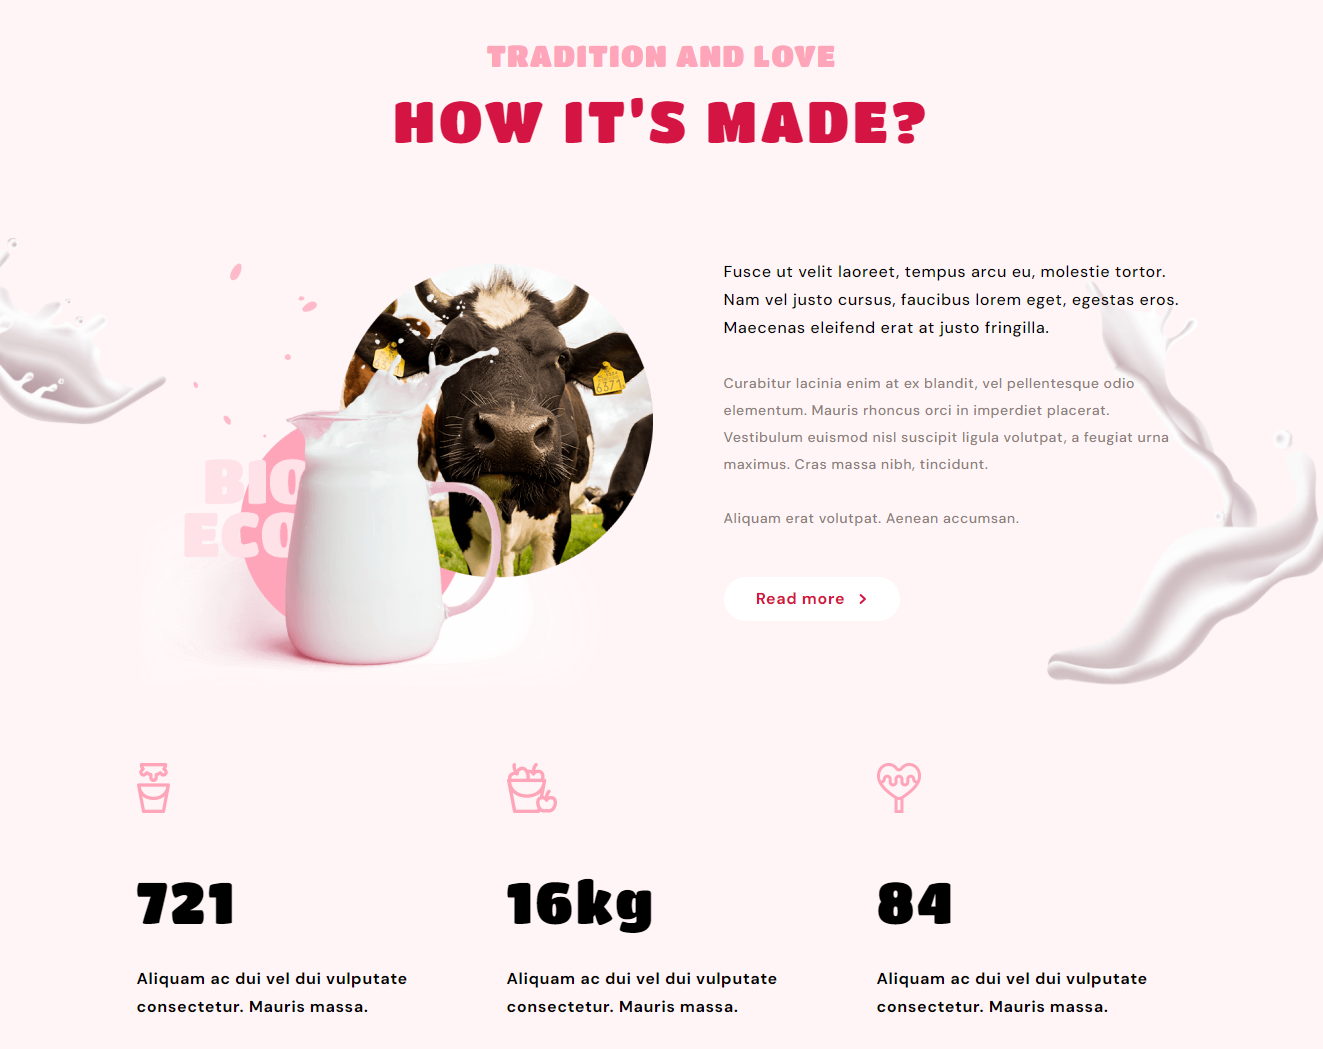 TRADITION AND LOVE
HOW IT'S MADE?
Fusce ut velit laoreet, tempus arcu eu, molestie tortor.
Nam vel justo cursus, faucibus lorem eget, egestas eros.
Maecenas eleifend erat at justo fringilla.
Curabitur lacinia enim at ex blandit, vel pellentesque odio
elementum. Mauris rhoncus orci in imperdiet placerat.
Vestibulum euismod nisl suscipit ligula volutpat, a feugiat urna
maximus. Cras massa nibh, tincidunt.
Aliquam erat volutpat. Aenean accumsan.
Read more
BIO
ECO
6371
721
Aliquam ac dui vel dui vulputate
consectetur. Mauris massa.
16kg
Aliquam ac dui vel dui vulputate
consectetur. Mauris massa.
84
Aliquam ac dui vel dui vulputate
consectetur. Mauris massa.